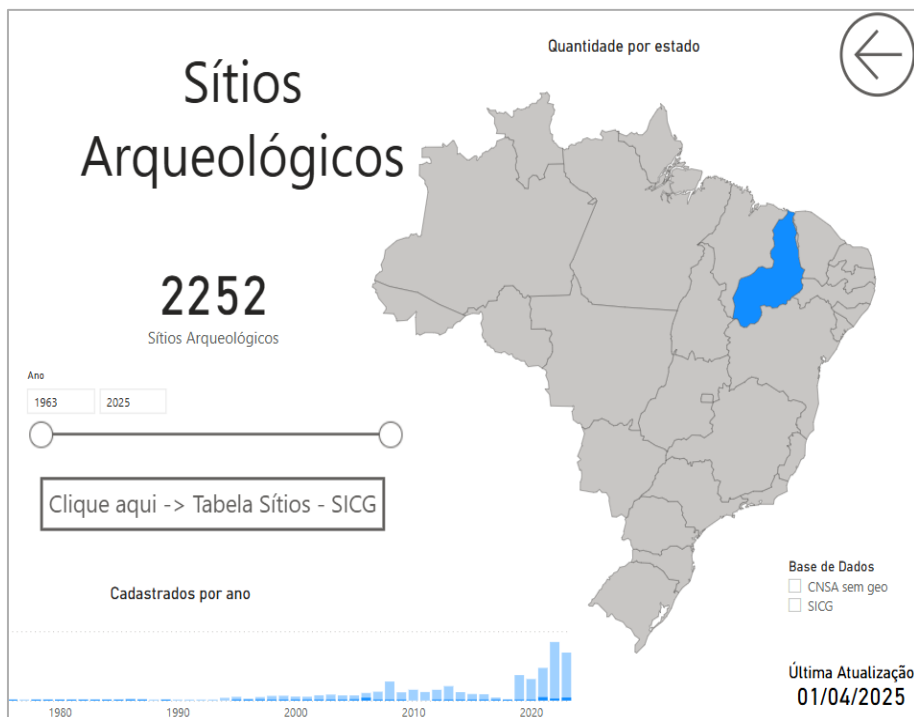 Sítios
Arqueológicos
Quantidade por estado
2252
Sítios Arqueológicos
Ano
1963
2025
Clique aqui -> Tabela Sítios - SICG
Cadastrados por ano
1980
1990
2000
2010
2020
Base de Dados
CNSA sem geo
SICG
Última Atualização
01/04/2025